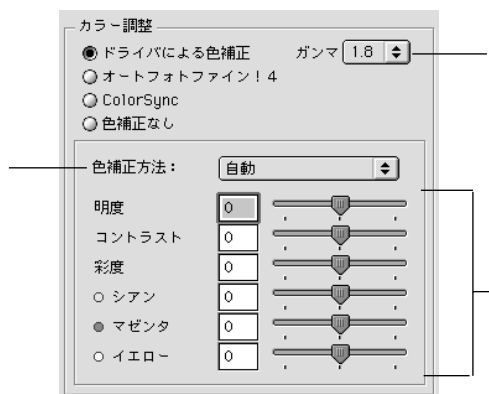 カラー調整
ドライバによる色補正 ガンマ 1.8
オートフォトファイン！4
ColorSync
色補正なし
色補正方法： 自動
明度 0
コントラスト 0
彩度 0
シアン 0
マゼンタ 0
イエロー 0